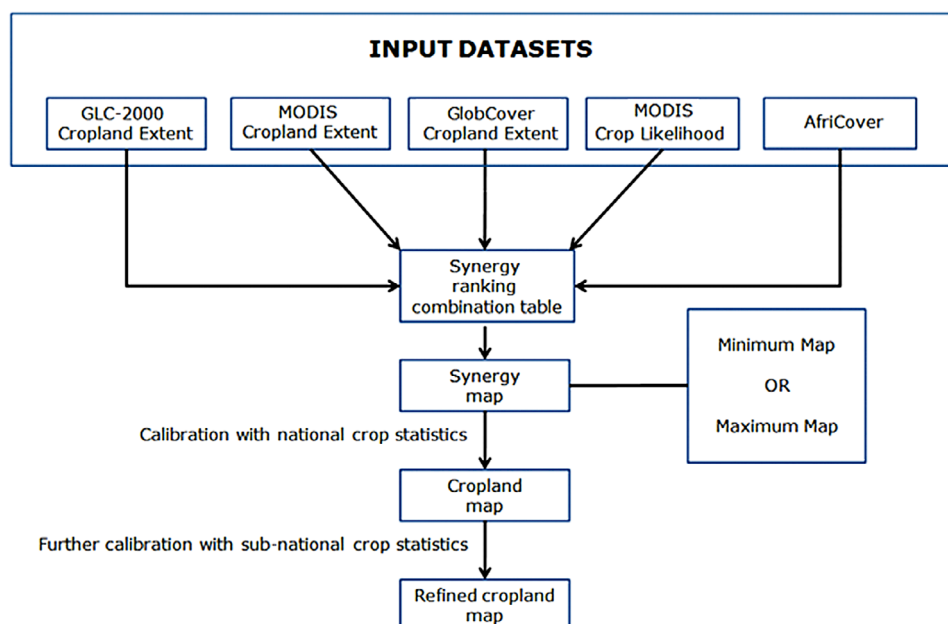 INPUT DATASETS
GLC-2000
Cropland Extent
MODIS
Cropland Extent
GlobCover
Cropland Extent
MODIS
Crop Likelihood
AfriCover
Synergy
ranking
combination table
Synergy
map
Minimum Map
OR
Maximum Map
Calibration with national crop statistics
Cropland
map
Further calibration with sub-national crop statistics
Refined cropland
map